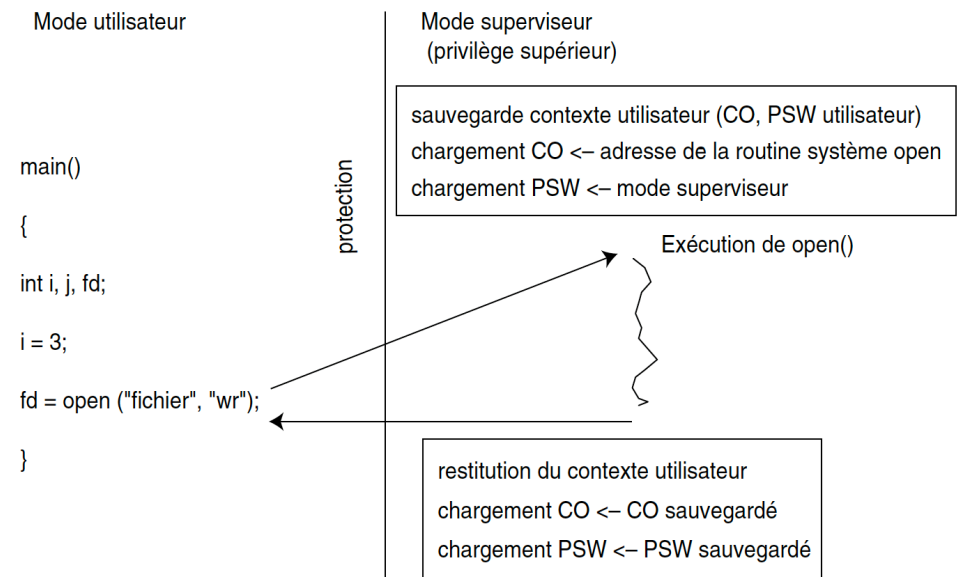 Mode utilisateur
Mode superviseur
(privilège supérieur)
sauvegarde contexte utilisateur (CO, PSW utilisateur)
chargement CO <– adresse de la routine système open
chargement PSW <– mode superviseur
protection
main()
{
int i, j, fd;
i = 3;
fd = open ("fichier", "wr");
}
Exécution de open()
restitution du contexte utilisateur
chargement CO <– CO sauvegardé
chargement PSW <– PSW sauvegardé